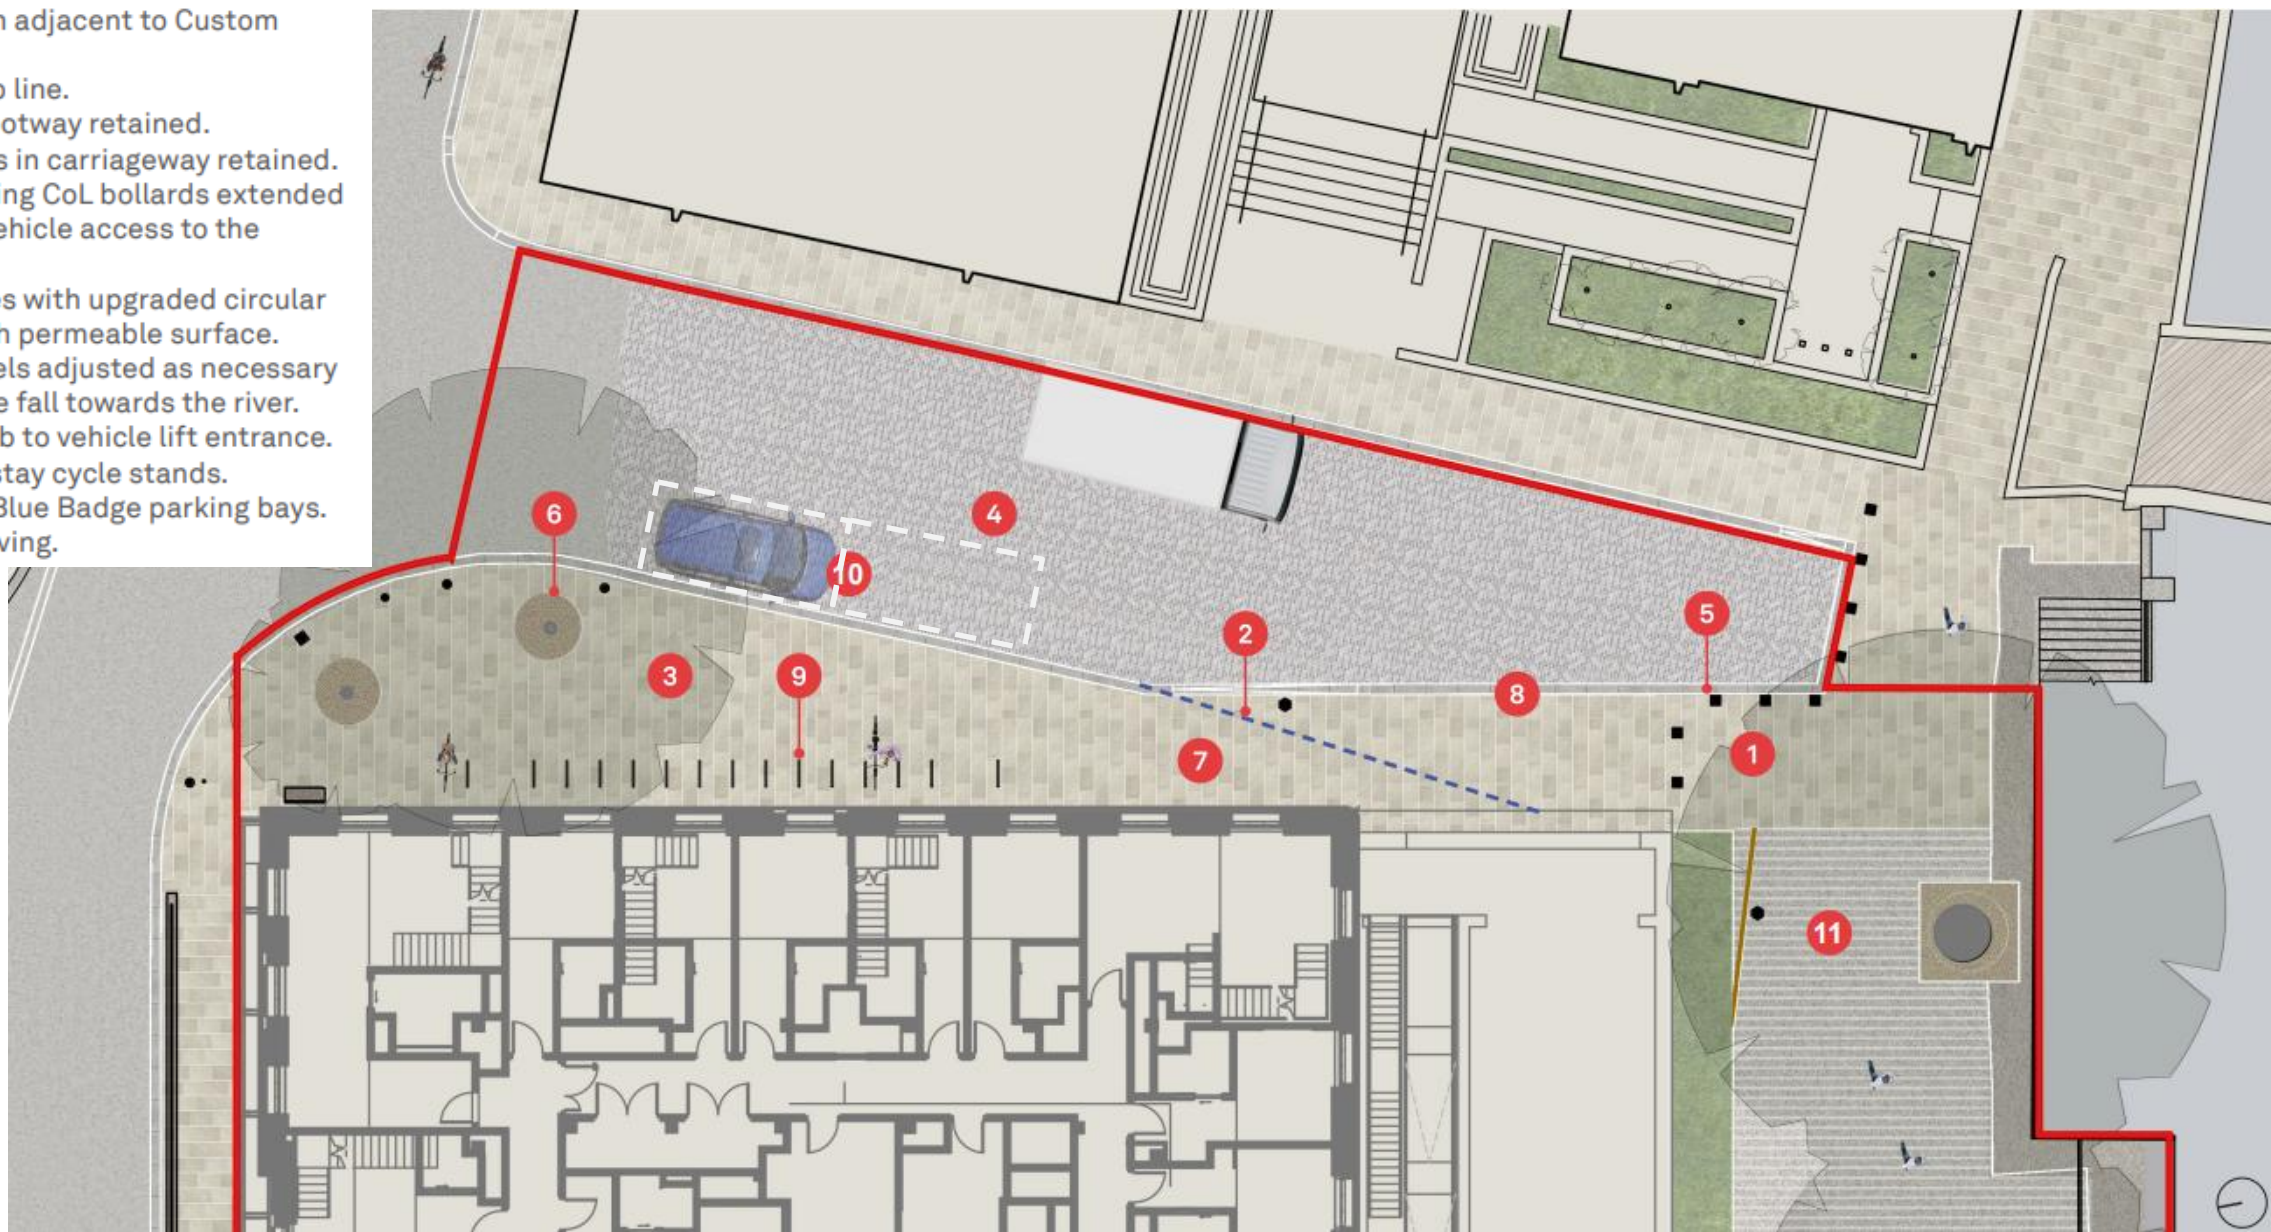 adjacent to Custom
line.
otway retained.
in carriageway retained.
ing CoL bollards extended
ehicle access to the
es with upgraded circular
h permeable surface.
els adjusted as necessary
e fall towards the river.
b to vehicle lift entrance.
stay cycle stands.
Blue Badge parking bays.
ving.
6
4
10
2
5
3
9
8
7
1
11